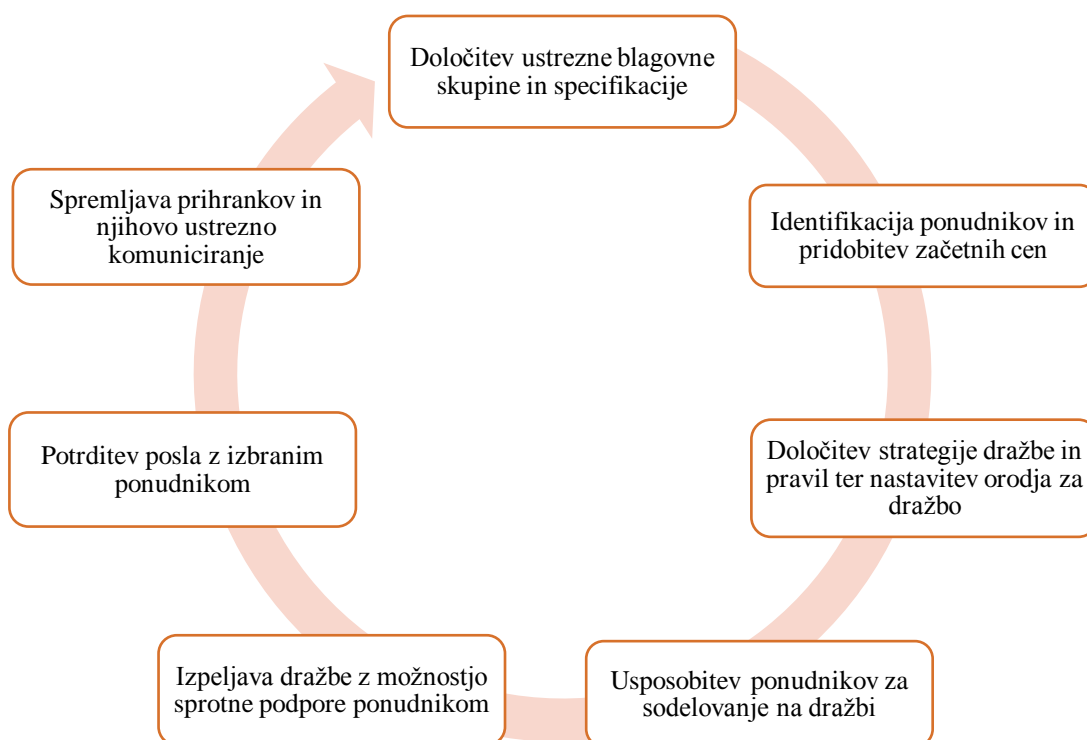 Določitev ustrezne blagovne
skupine in specifikacije
Identifikacija ponudnikov in
pridobitev začetnih cen
Določitev strategije dražbe in
pravil ter nastavitev orodja za
dražbo
Usposobitev ponudnikov za
sodelovanje na dražbi
Izpeljava dražbe z možnostjo
sprotne podpore ponudnikom
Potrditev posla z izbranim
ponudnikom
Spremljava prihrankov in
njihovo ustrezno
komuniciranje